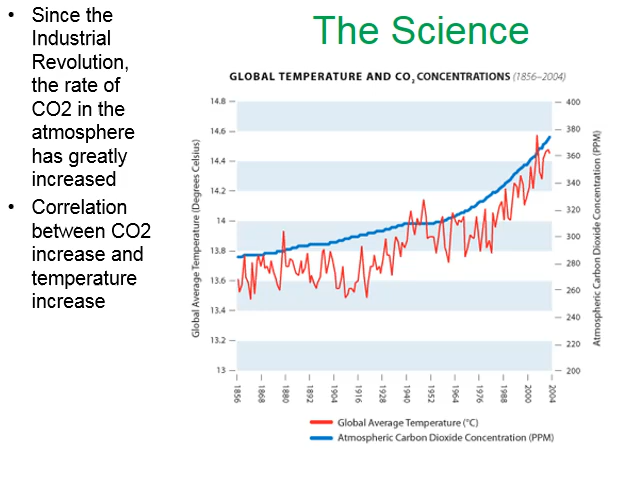 The Science
• Since the
Industrial
Revolution,
the rate of
CO2 in the
atmosphere
has greatly
increased
• Correlation
between CO2
increase and
temperature
increase
GLOBAL TEMPERATURE AND CO₂ CONCENTRATIONS (1856–2004)
Global Average Temperature (Degrees Celsius)
14.8
14.6
14.4
14.2
14
13.8
13.6
13.4
13.2
13
400
380
360
340
320
300
280
260
240
220
200
Atmospheric Carbon Dioxide Concentration (PPM)
1856
1868
1880
1892
1904
1916
1928
1940
1952
1964
1976
1988
2000
2004
Global Average Temperature (°C)
Atmospheric Carbon Dioxide Concentration (PPM)